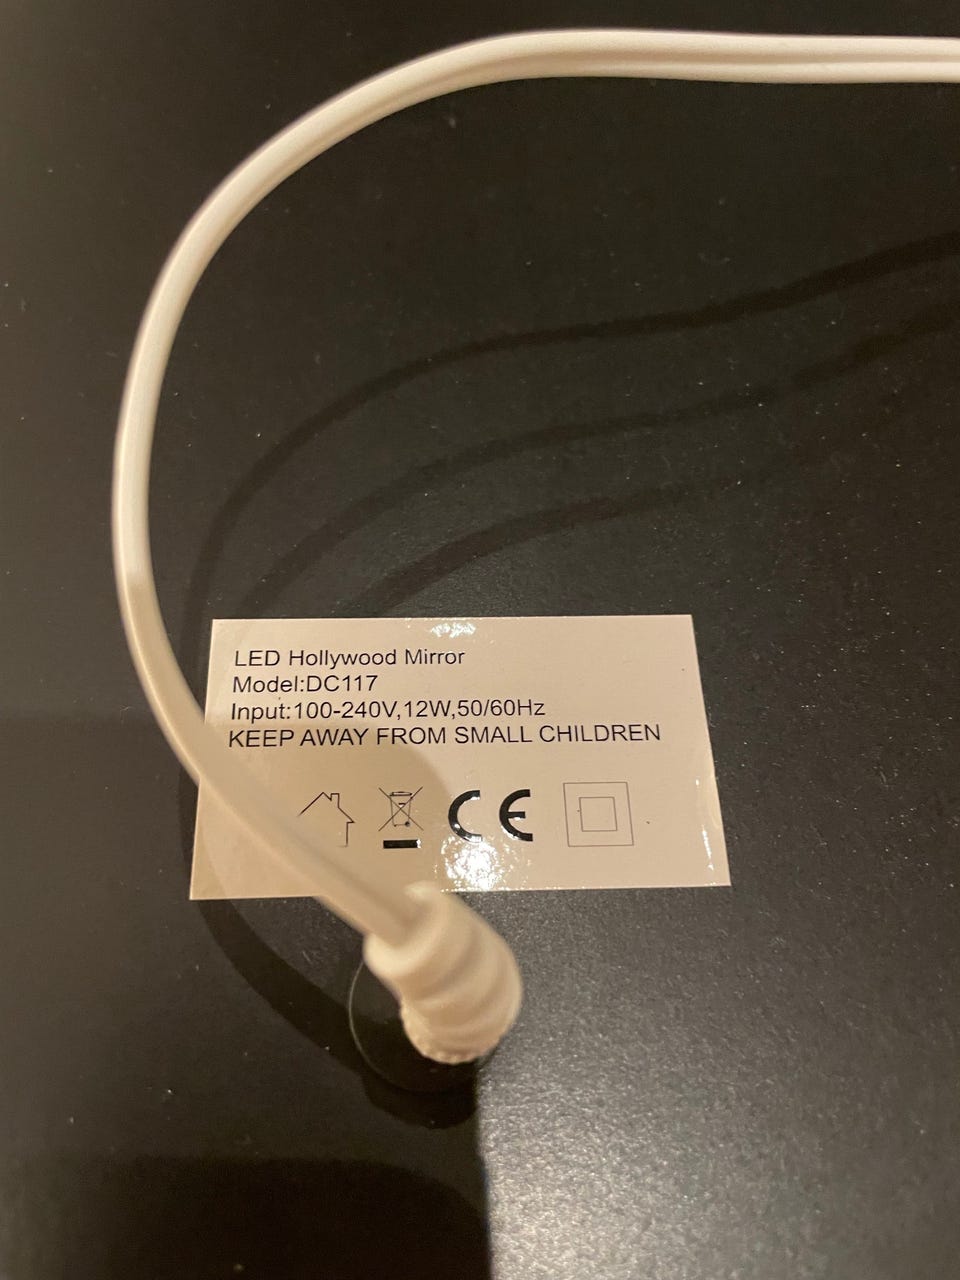 LED Hollywood Mirror
Model:DC117
Input:100-240V,12W,50/60Hz
KEEP AWAY FROM SMALL CHILDREN
CE